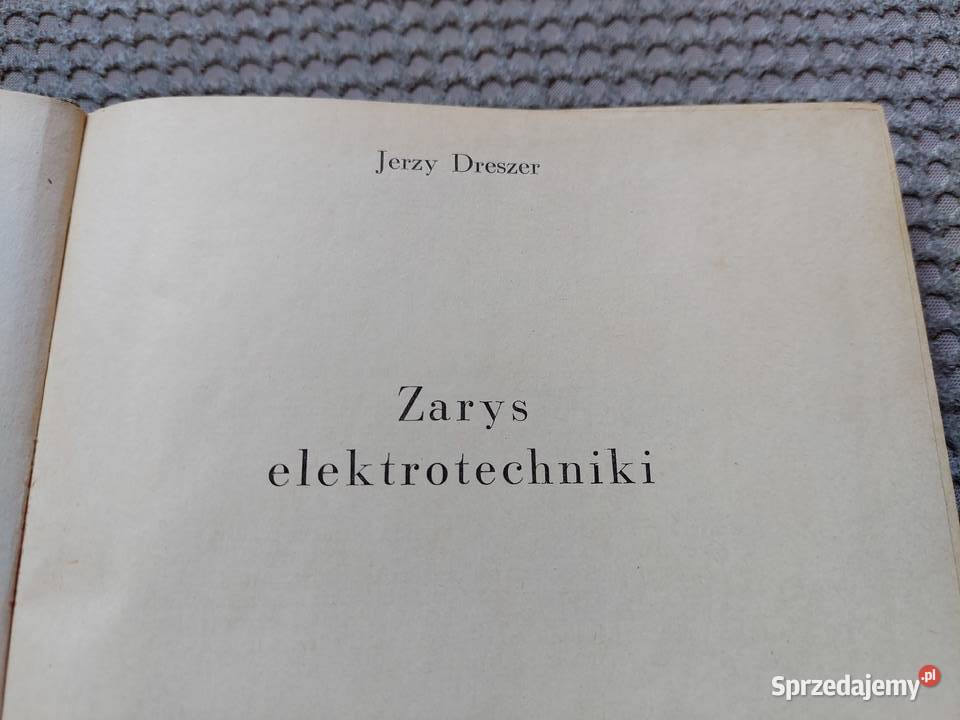 Jerzy Dreszer
Zarys
elektrotechniki
Sprzedajemy.pl